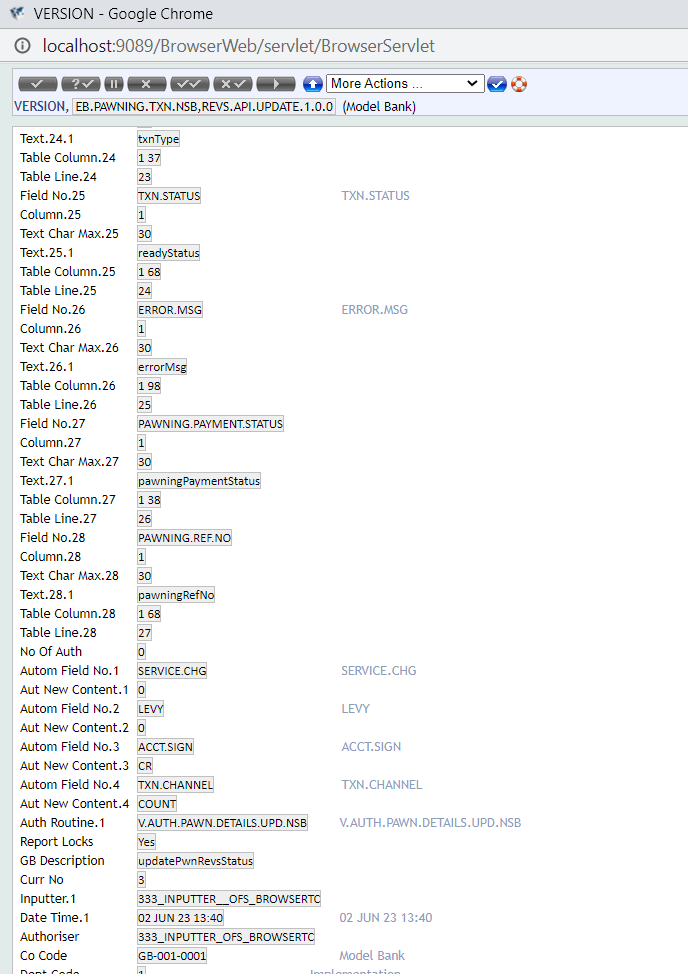 VERSION - Google Chrome
localhost:9089/BrowserWeb/servlet/BrowserServlet
More Actions ...
VERSION, EB.PAWNING.TXN.NSB,REVS.API.UPDATE.1.0.0 (Model Bank)
Text.24.1 txnType
Table Column.24 1 37
Table Line.24 23
Field No.25 TXN.STATUS TXN.STATUS
Column.25 1
Text Char Max.25 30
Text.25.1 readyStatus
Table Column.25 1 68
Table Line.25 24
Field No.26 ERROR.MSG ERROR.MSG
Column.26 1
Text Char Max.26 30
Text.26.1 errorMsg
Table Column.26 1 98
Table Line.26 25
Field No.27 PAWNING.PAYMENT.STATUS
Column.27 1
Text Char Max.27 30
Text.27.1 pawningPaymentStatus
Table Column.27 1 38
Table Line.27 26
Field No.28 PAWNING.REF.NO
Column.28 1
Text Char Max.28 30
Text.28.1 pawningRefNo
Table Column.28 1 68
Table Line.28 27
No Of Auth 0
Autom Field No.1 SERVICE.CHG SERVICE.CHG
Aut New Content.1 0
Autom Field No.2 LEVY LEVY
Aut New Content.2 0
Autom Field No.3 ACCT.SIGN ACCT.SIGN
Aut New Content.3 CR
Autom Field No.4 TXN.CHANNEL TXN.CHANNEL
Aut New Content.4 COUNT
Auth Routine.1 V.AUTH.PAWN.DETAILS.UPD.NSB V.AUTH.PAWN.DETAILS.UPD.NSB
Report Locks Yes
GB Description updatePwnRevsStatus
Curr No 3
Inputter.1 333_INPUTTER__OFS_BROWSERTC
Date Time.1 02 JUN 23 13:40 02 JUN 23 13:40
Authoriser 333_INPUTTER_OFS_BROWSERTC
Co Code GB-001-0001 Model Bank
Dept Code 1 Implementation